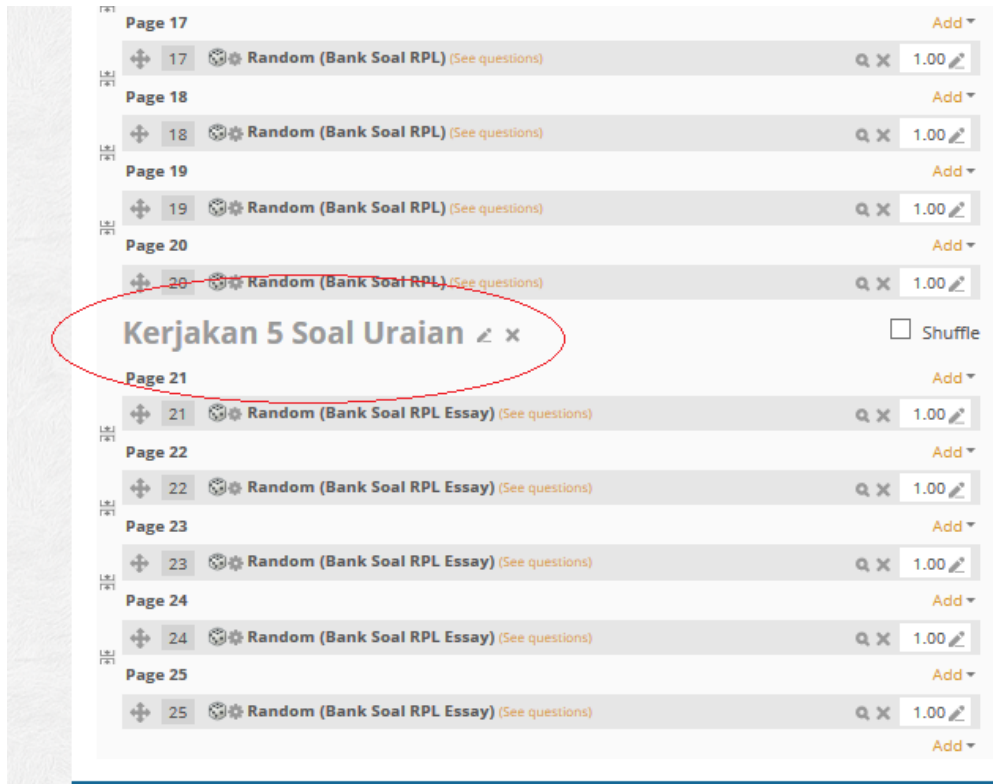 Page 17 Add
17 Random (Bank Soal RPL) (See questions) 1.00
Page 18 Add
18 Random (Bank Soal RPL) (See questions) 1.00
Page 19 Add
19 Random (Bank Soal RPL) (See questions) 1.00
Page 20 Add
20 Random (Bank Soal RPL) (See questions) 1.00
Kerjakan 5 Soal Uraian Shuffle
Page 21 Add
21 Random (Bank Soal RPL Essay) (See questions) 1.00
Page 22 Add
22 Random (Bank Soal RPL Essay) (See questions) 1.00
Page 23 Add
23 Random (Bank Soal RPL Essay) (See questions) 1.00
Page 24 Add
24 Random (Bank Soal RPL Essay) (See questions) 1.00
Page 25 Add
25 Random (Bank Soal RPL Essay) (See questions) 1.00
Add